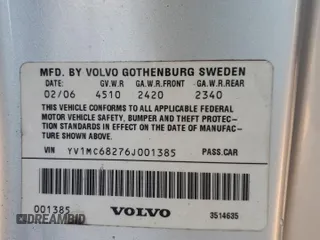 MFD. BY VOLVO GOTHENBURG SWEDEN
DATE: GV.W.R GA.W.R.FRONT GA.W.R.REAR
02/06 4510 2420 2340
THIS VEHICLE CONFORMS TO ALL APPLICABLE FEDERAL
MOTOR VEHICLE SAFETY, BUMPER AND THEFT PROTEC-
TION STANDARDS IN EFFECT ON THE DATE OF MANUFAC-
TURE SHOWN ABOVE.
VIN YV1MC68276J001385 PASS.CAR
001385 VOLVO 3514635
DREAMBID